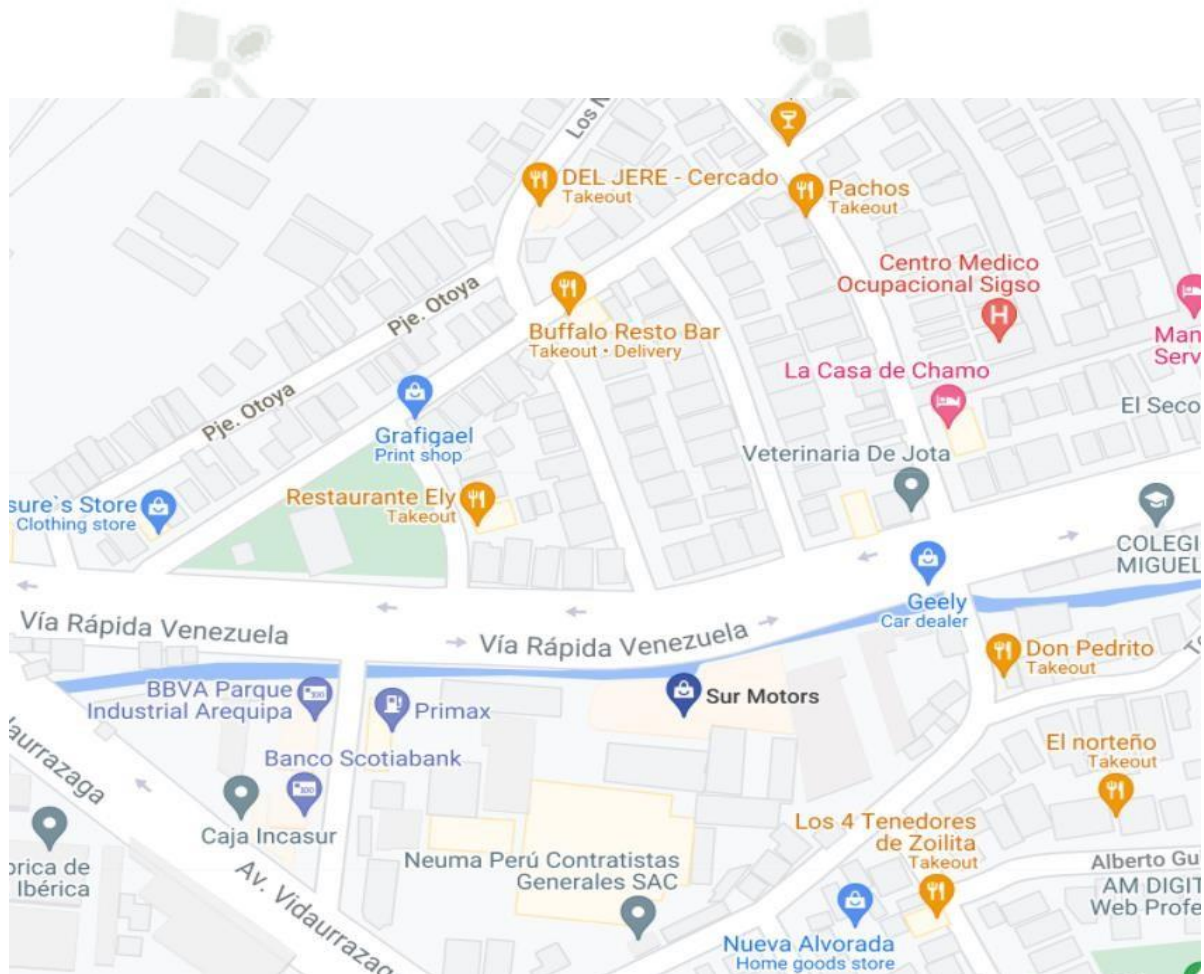 Los
DEL JERE - Cercado
Takeout
Pachos
Takeout
Centro Medico
Ocupacional Sigso
Pje. Otoya
Buffalo Resto Bar
Takeout • Delivery
La Casa de Chamo
Pje. Otoya
Grafigael
Print shop
El Seco
Veterinaria De Jota
sure`s Store
Clothing store
Restaurante Ely
Takeout
COLEGI
MIGUEL
Geely
Car dealer
Vía Rápida Venezuela
Vía Rápida Venezuela
Don Pedrito
Takeout
BBVA Parque
Industrial Arequipa
Primax
Sur Motors
El norteño
Takeout
Banco Scotiabank
Caja Incasur
Los 4 Tenedores
de Zoilita
Takeout
Neuma Perú Contratistas
Generales SAC
brica de
Ibérica
Av. Vidaurrazag
Alberto Gu
AM DIGIT
Web Profe
Nueva Alvorada
Home goods store
daurrazaga
Man
Serv